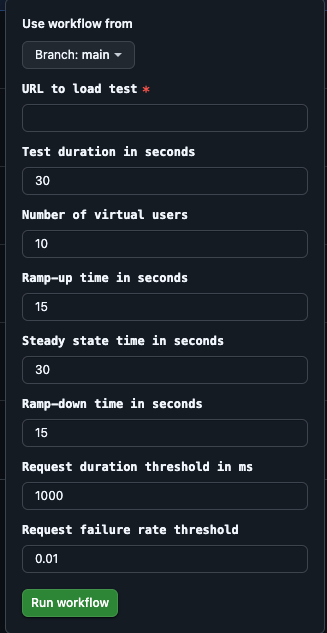 Use workflow from
Branch: main
URL to load test *
Test duration in seconds
30
Number of virtual users
10
Ramp-up time in seconds
15
Steady state time in seconds
30
Ramp-down time in seconds
15
Request duration threshold in ms
1000
Request failure rate threshold
0.01
Run workflow